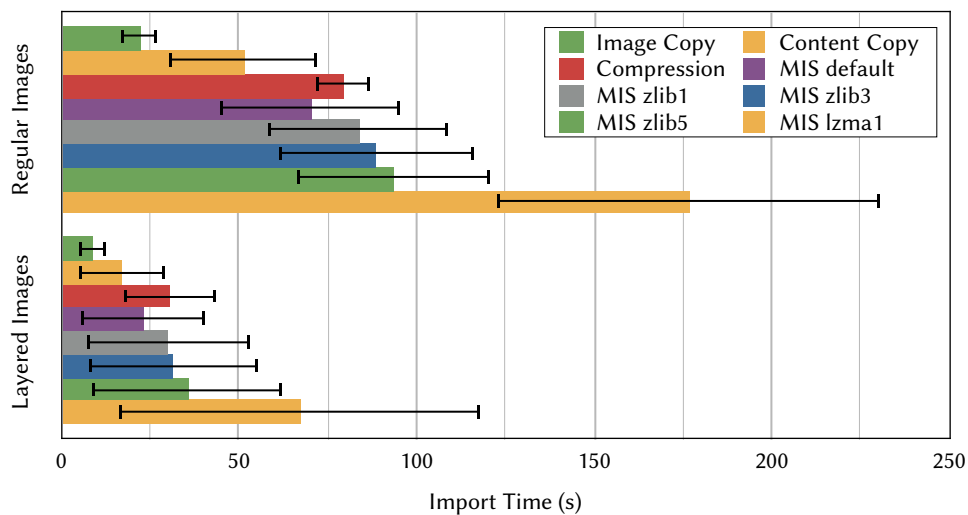 Regular Images
Layered Images
Image Copy
Content Copy
Compression
MIS default
MIS zlib1
MIS zlib3
MIS zlib5
MIS lzma1
0
50
100
150
200
250
Import Time (s)